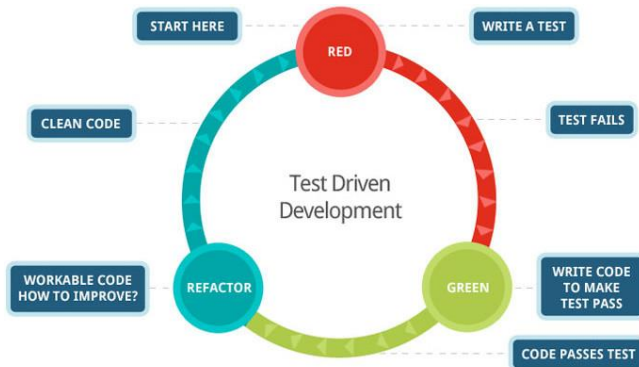 START HERE
RED
WRITE A TEST
CLEAN CODE
TEST FAILS
Test Driven
Development
WORKABLE CODE
HOW TO IMPROVE?
REFACTOR
GREEN
WRITE CODE
TO MAKE
TEST PASS
CODE PASSES TEST